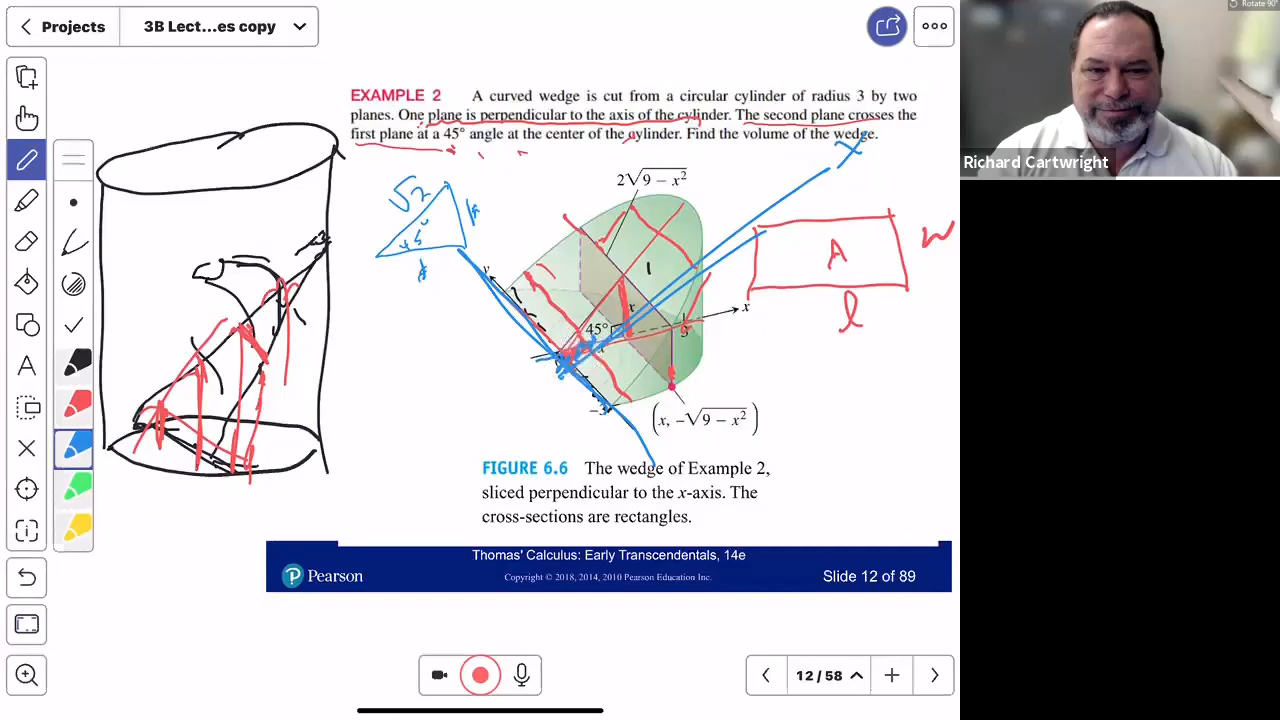 Projects
3B Lect...es copy
Rotate 90°
Richard Cartwright
EXAMPLE 2 A curved wedge is cut from a circular cylinder of radius 3 by two
planes. One plane is perpendicular to the axis of the cylinder. The second plane crosses the
first plane at a 45° angle at the center of the cylinder. Find the volume of the wedge.
2√9 − x²
√2
45
y
x
x
45°
x
−3
(x, −√9 − x²)
A
w
l
FIGURE 6.6 The wedge of Example 2,
sliced perpendicular to the x-axis. The
cross-sections are rectangles.
Thomas' Calculus: Early Transcendentals, 14e
P Pearson
Copyright © 2018, 2014, 2010 Pearson Education Inc.
Slide 12 of 89
12 / 58